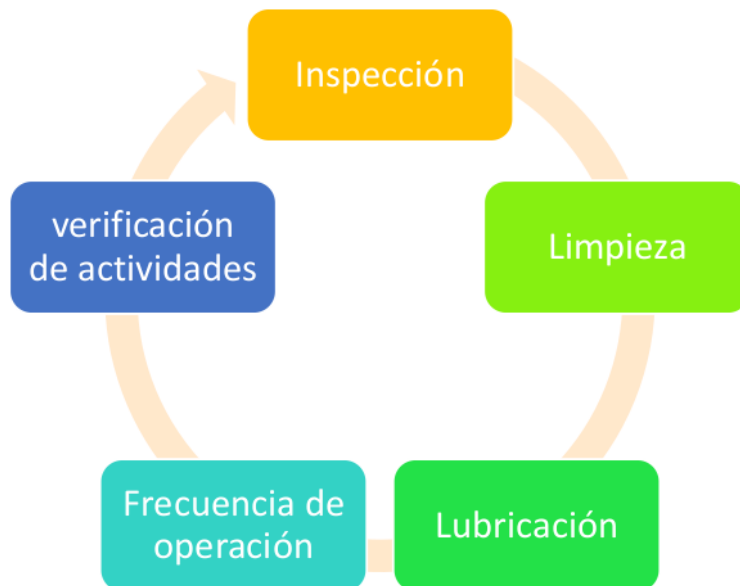 Inspección
Limpieza
Lubricación
Frecuencia de
operación
verificación
de actividades